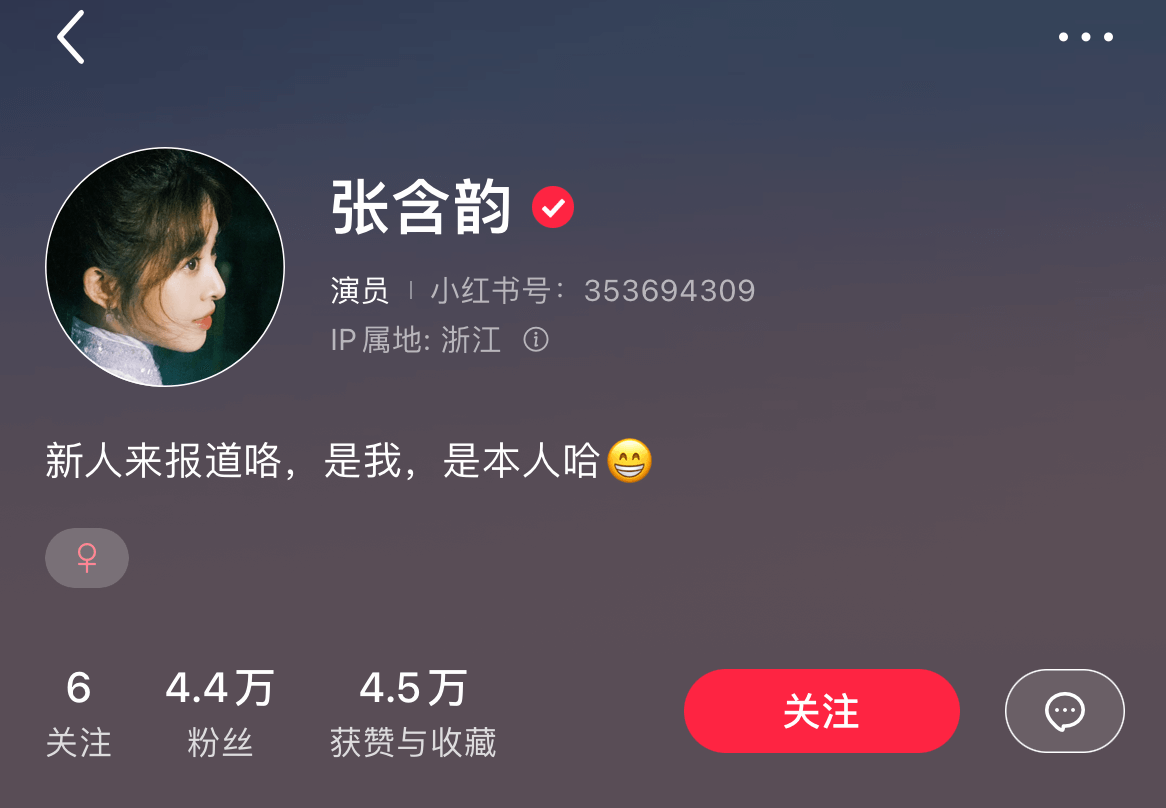 张含韵
演员 | 小红书号：353694309
IP属地: 浙江
新人来报道咯，是我，是本人哈😁
♀
6 4.4万 4.5万
关注 粉丝 获赞与收藏
关注